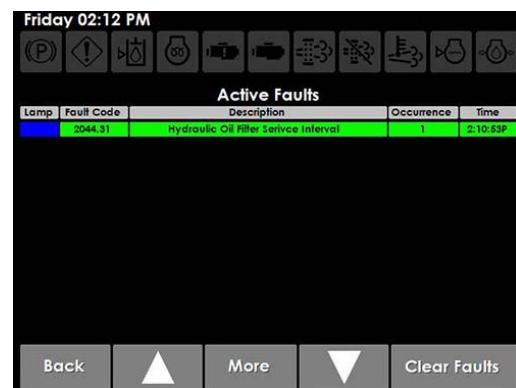 Friday 02:12 PM
Active Faults
Lamp Fault Code Description Occurrence Time
2044.31 Hydraulic Oil Filter Serivce Interval 1 2:10:53P
Back More Clear Faults